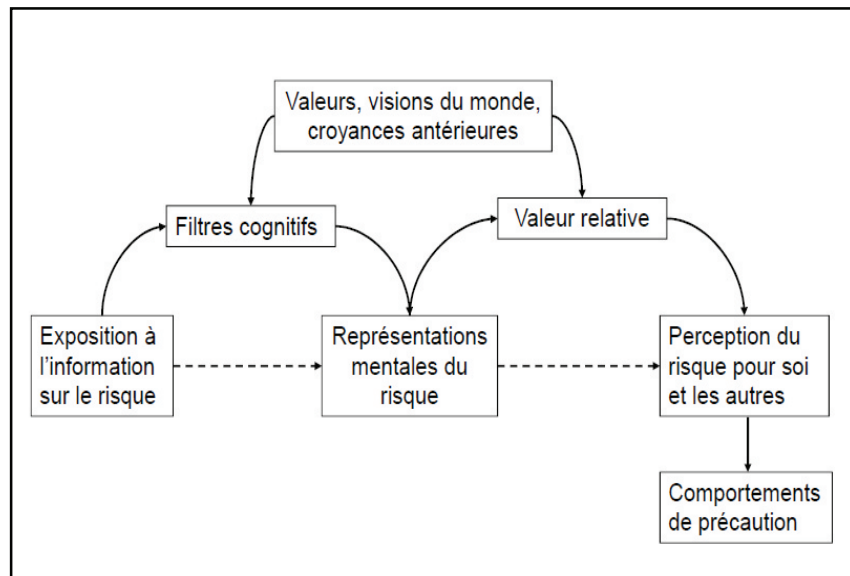 Valeurs, visions du monde,
croyances antérieures
Filtres cognitifs
Valeur relative
Exposition à
l'information
sur le risque
Représentations
mentales du
risque
Perception du
risque pour soi
et les autres
Comportements
de précaution